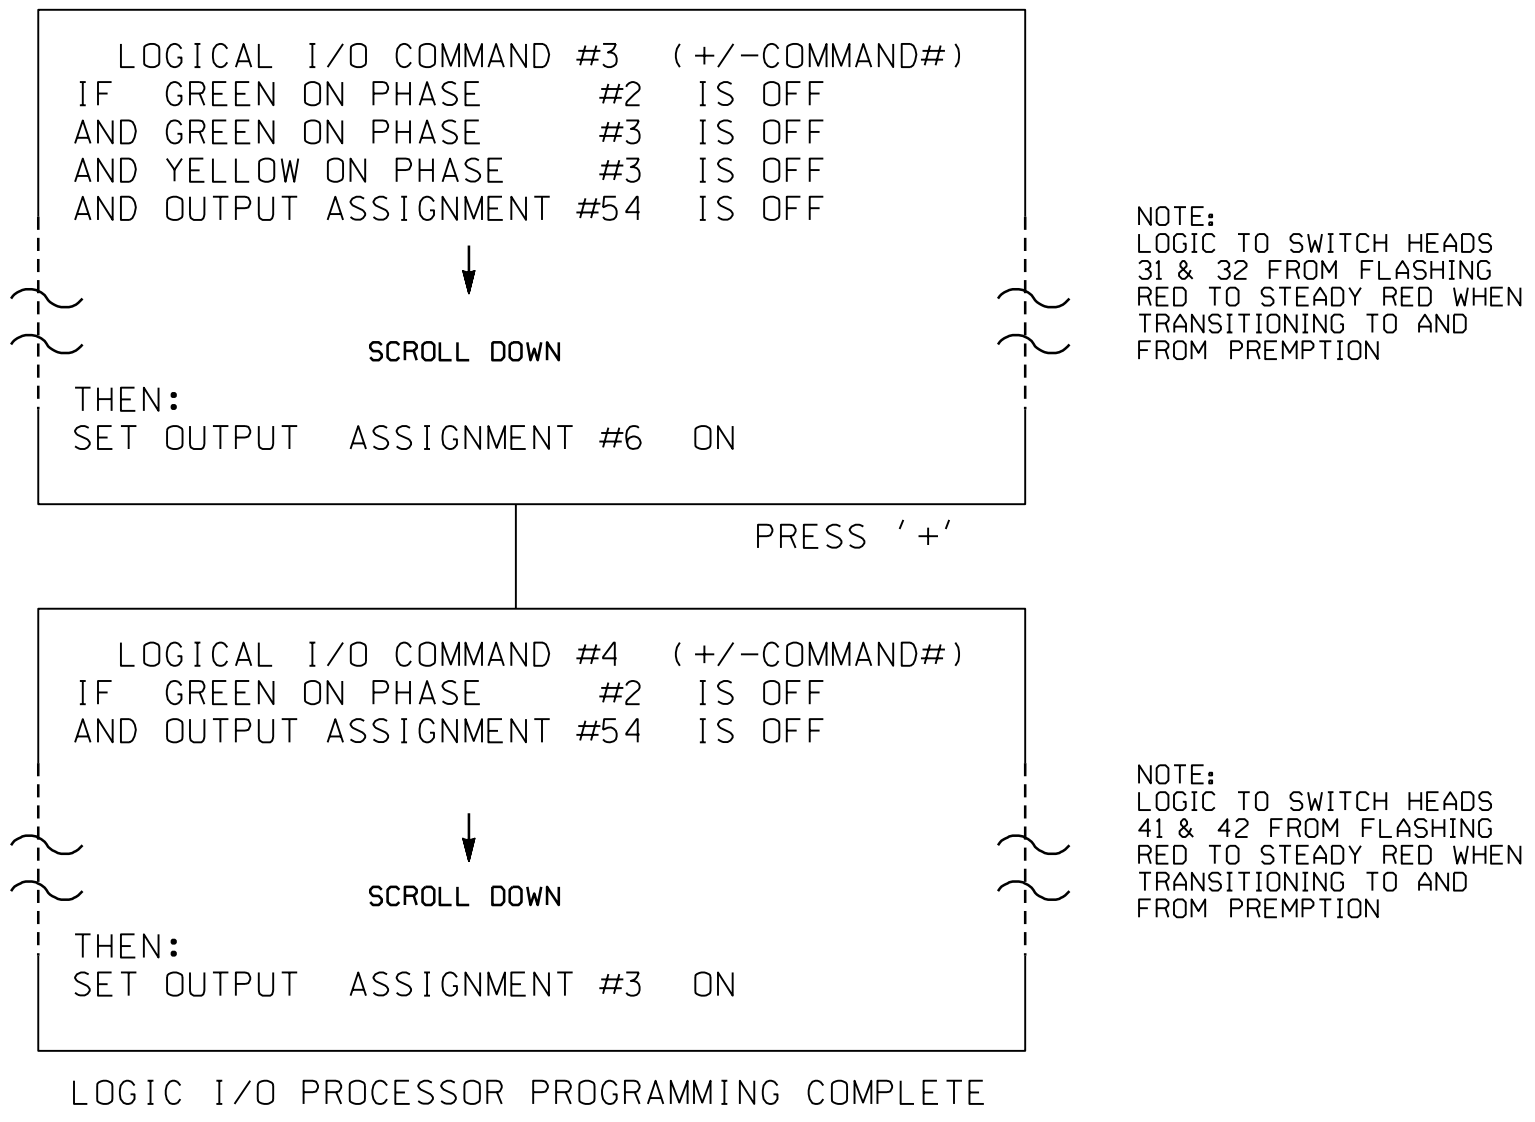 LOGICAL I/O COMMAND #3 (+/-COMMAND#)
IF GREEN ON PHASE #2 IS OFF
AND GREEN ON PHASE #3 IS OFF
AND YELLOW ON PHASE #3 IS OFF
AND OUTPUT ASSIGNMENT #54 IS OFF
SCROLL DOWN
THEN:
SET OUTPUT ASSIGNMENT #6 ON
NOTE:
LOGIC TO SWITCH HEADS
31 & 32 FROM FLASHING
RED TO STEADY RED WHEN
TRANSITIONING TO AND
FROM PREMPTION
PRESS '+'
LOGICAL I/O COMMAND #4 (+/-COMMAND#)
IF GREEN ON PHASE #2 IS OFF
AND OUTPUT ASSIGNMENT #54 IS OFF
SCROLL DOWN
THEN:
SET OUTPUT ASSIGNMENT #3 ON
NOTE:
LOGIC TO SWITCH HEADS
41 & 42 FROM FLASHING
RED TO STEADY RED WHEN
TRANSITIONING TO AND
FROM PREMPTION
LOGIC I/O PROCESSOR PROGRAMMING COMPLETE